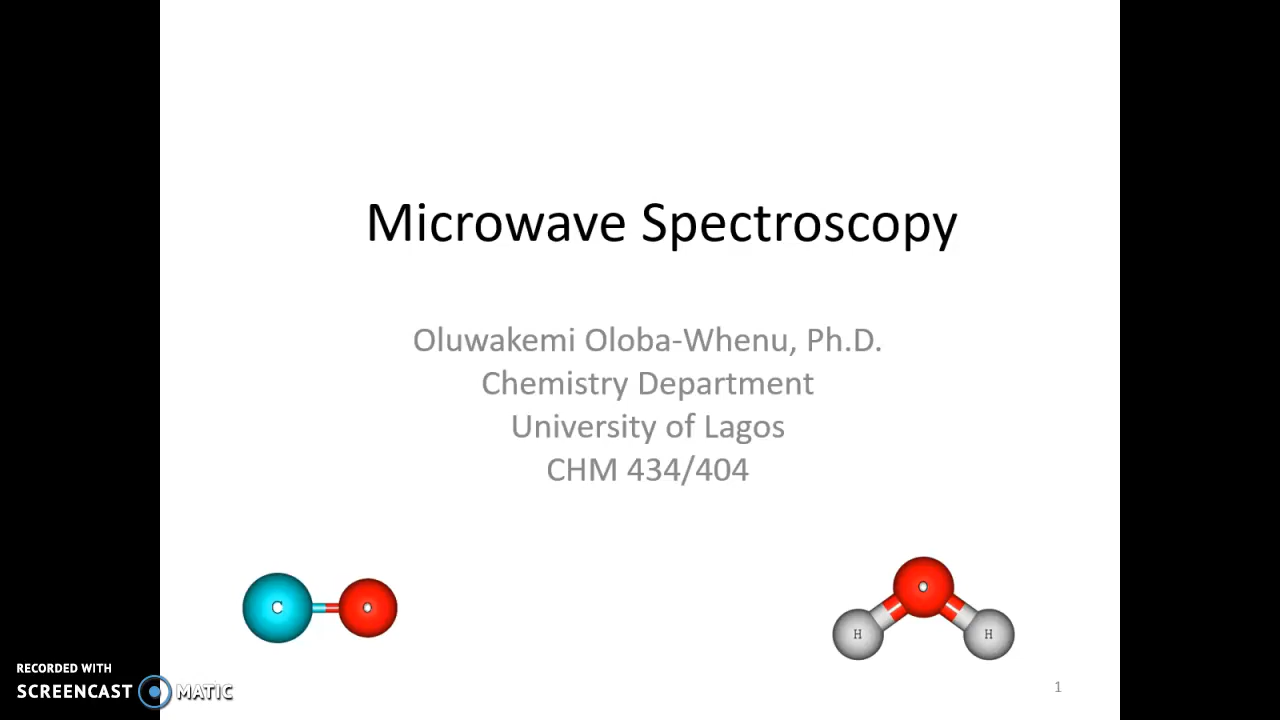 Microwave Spectroscopy
Oluwakemi Oloba-Whenu, Ph.D.
Chemistry Department
University of Lagos
CHM 434/404
C O
O
H H
RECORDED WITH
SCREENCAST MATIC
1